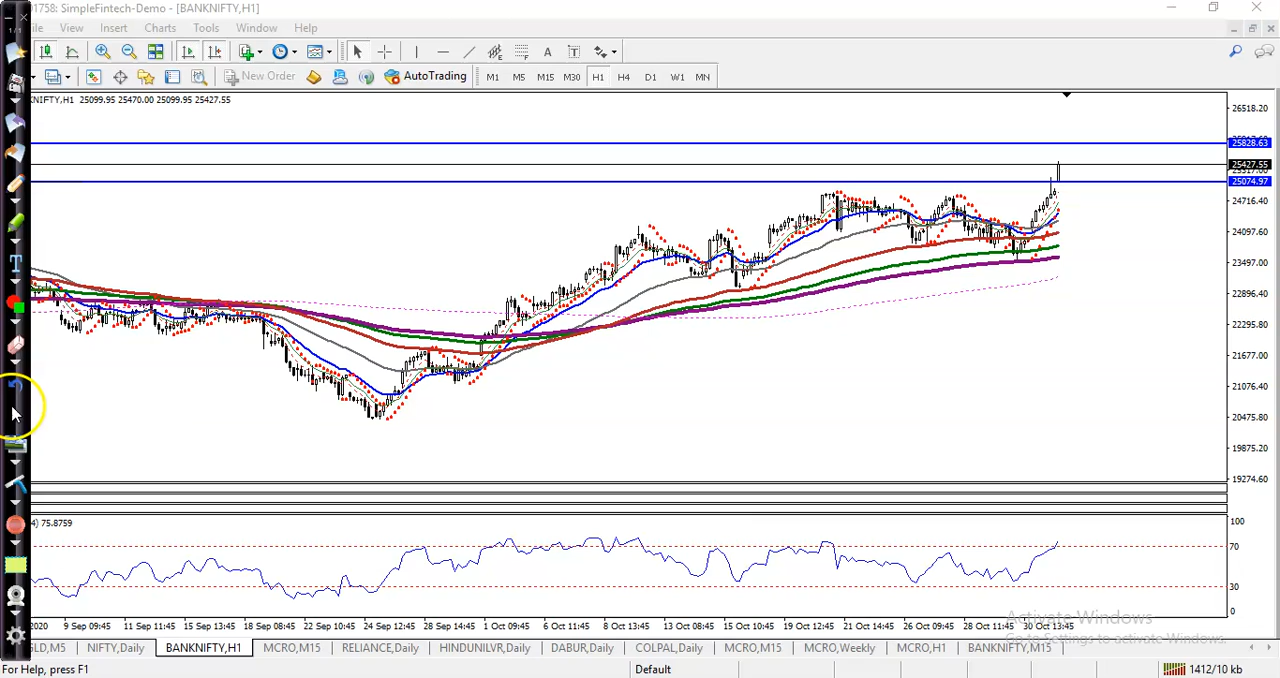 01758: SimpleFintech-Demo - [BANKNIFTY,H1]
1/1
ile View Insert Charts Tools Window Help
New Order AutoTrading M1 M5 M15 M30 H1 H4 D1 W1 MN
KNIFTY,H1 25099.95 25470.00 25099.95 25427.55
26518.20
25828.63
25427.55
25074.97
24716.40
24097.60
23497.00
22896.40
22295.80
21677.00
21076.40
20475.80
19875.20
19274.60
4) 75.8759
100
70
30
0
2020 9 Sep 09:45 11 Sep 11:45 15 Sep 13:45 18 Sep 08:45 22 Sep 10:45 24 Sep 12:45 28 Sep 14:45 1 Oct 09:45 6 Oct 11:45 8 Oct 13:45 13 Oct 08:45 15 Oct 10:45 19 Oct 12:45 21 Oct 14:45 26 Oct 09:45 28 Oct 11:45 30 Oct 13:45
Activate Windows
Go to Settings to activate Windows.
LD,M5 NIFTY,Daily BANKNIFTY,H1 MCRO,M15 RELIANCE,Daily HINDUNILVR,Daily DABUR,Daily COLPAL,Daily MCRO,M15 MCRO,Weekly MCRO,H1 BANKNIFTY,M15
For Help, press F1 Default 1412/10 kb